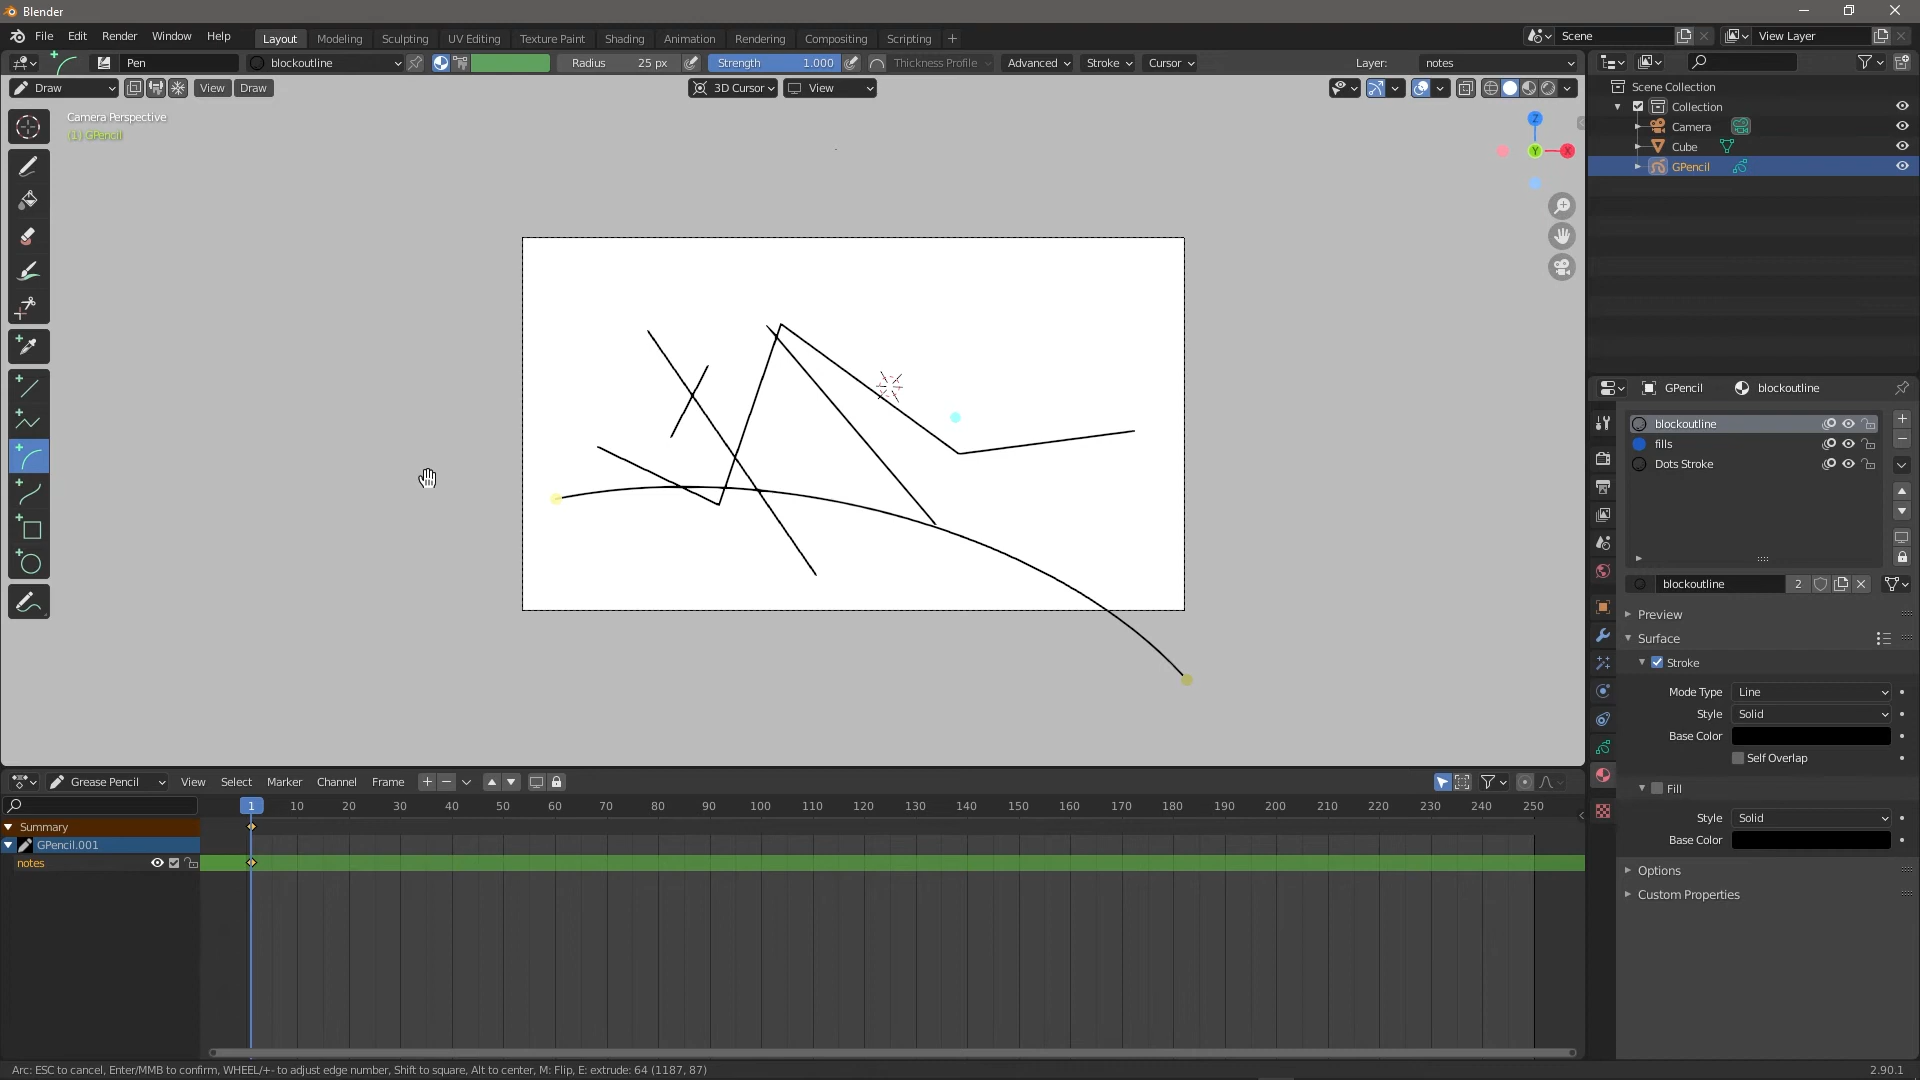 Blender
File Edit Render Window Help Layout Modeling Sculpting UV Editing Texture Paint Shading Animation Rendering Compositing Scripting + Scene View Layer
Pen blockoutline Radius 25 px Strength 1.000 Thickness Profile Advanced Stroke Cursor Layer: notes
Draw View Draw 3D Cursor View
Camera Perspective
(1) GPencil
Z
Y
X
Scene Collection
Collection
Camera
Cube
GPencil
GPencil blockoutline
blockoutline
fills
Dots Stroke
blockoutline 2
Preview
Surface
Stroke
Mode Type Line
Style Solid
Base Color
Self Overlap
Fill
Style Solid
Base Color
Options
Custom Properties
Grease Pencil View Select Marker Channel Frame
1 10 20 30 40 50 60 70 80 90 100 110 120 130 140 150 160 170 180 190 200 210 220 230 240 250
Summary
GPencil.001
notes
Arc: ESC to cancel, Enter/MMB to confirm, WHEEL/+- to adjust edge number, Shift to square, Alt to center, M: Flip, E: extrude: 64 (1187, 87)
2.90.1